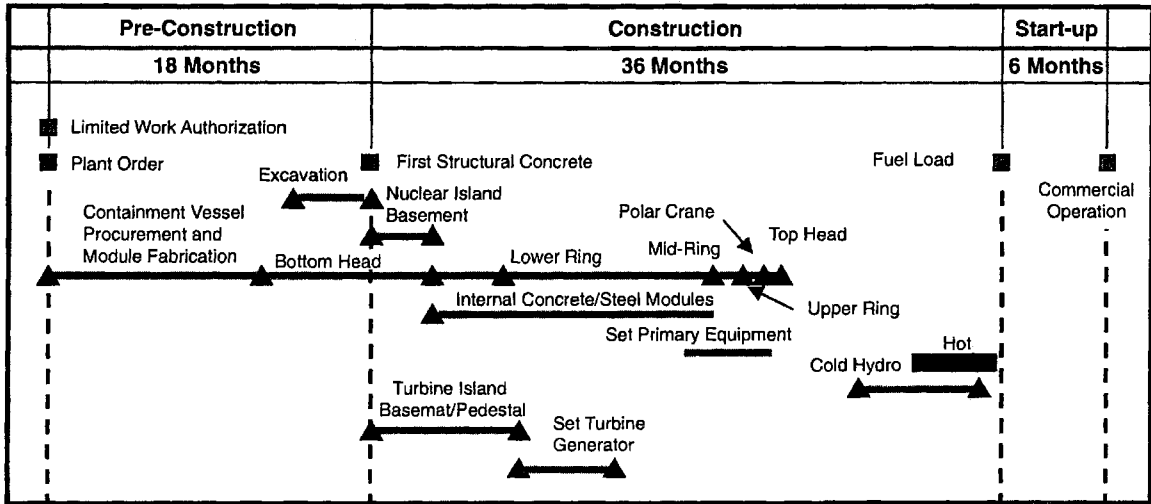 Pre-Construction
Construction
Start-up
18 Months
36 Months
6 Months
Limited Work Authorization
Plant Order
First Structural Concrete
Fuel Load
Excavation
Nuclear Island
Basement
Commercial
Operation
Containment Vessel
Procurement and
Module Fabrication
Polar Crane
Top Head
Bottom Head
Lower Ring
Mid-Ring
Internal Concrete/Steel Modules
Upper Ring
Set Primary Equipment
Cold Hydro
Hot
Turbine Island
Basemat/Pedestal
Set Turbine
Generator